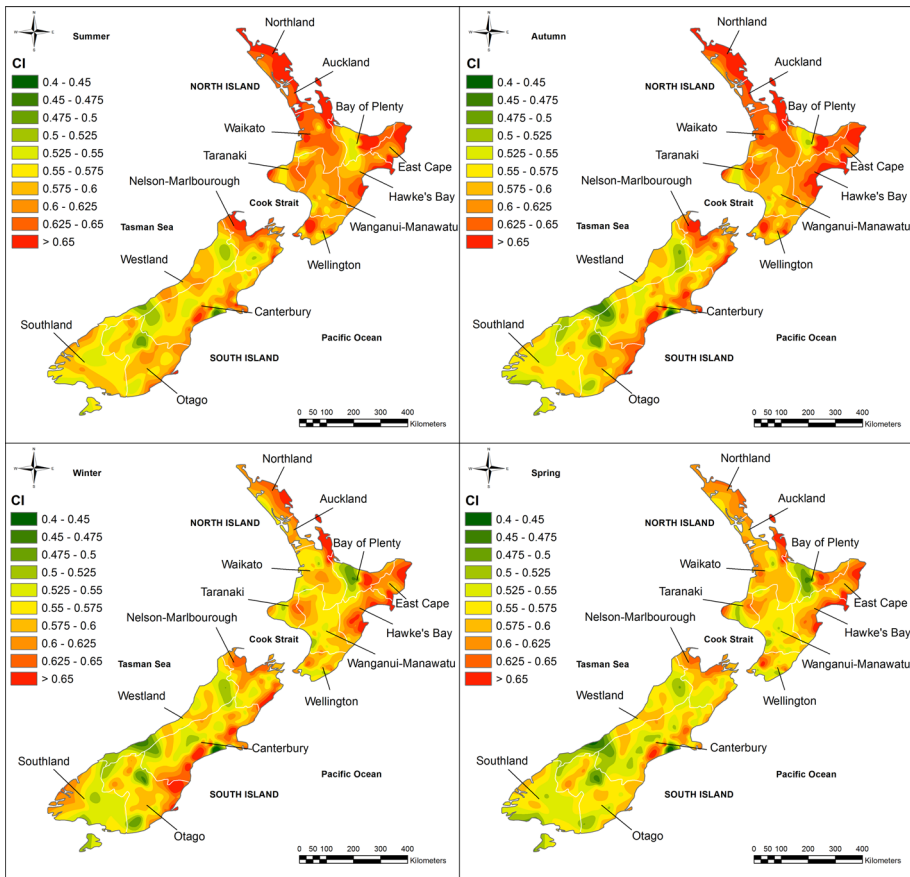 Summer
N
W
E
S
CI
0.4 - 0.45
0.45 - 0.475
0.475 - 0.5
0.5 - 0.525
0.525 - 0.55
0.55 - 0.575
0.575 - 0.6
0.6 - 0.625
0.625 - 0.65
> 0.65
Northland
Auckland
NORTH ISLAND
Bay of Plenty
Waikato
Taranaki
East Cape
Nelson-Marlbourough
Hawke's Bay
Cook Strait
Tasman Sea
Wanganui-Manawatu
Westland
Wellington
Canterbury
Southland
Pacific Ocean
SOUTH ISLAND
Otago
0 50 100 200 300 400
Kilometers
Autumn
N
W
E
S
CI
0.4 - 0.45
0.45 - 0.475
0.475 - 0.5
0.5 - 0.525
0.525 - 0.55
0.55 - 0.575
0.575 - 0.6
0.6 - 0.625
0.625 - 0.65
> 0.65
Northland
Auckland
NORTH ISLAND
Bay of Plenty
Waikato
Taranaki
East Cape
Nelson-Marlbourough
Hawke's Bay
Cook Strait
Tasman Sea
Wanganui-Manawatu
Westland
Wellington
Canterbury
Southland
Pacific Ocean
SOUTH ISLAND
Otago
0 50 100 200 300 400
Kilometers
Winter
N
W
E
S
CI
0.4 - 0.45
0.45 - 0.475
0.475 - 0.5
0.5 - 0.525
0.525 - 0.55
0.55 - 0.575
0.575 - 0.6
0.6 - 0.625
0.625 - 0.65
> 0.65
Northland
Auckland
NORTH ISLAND
Bay of Plenty
Waikato
Taranaki
East Cape
Nelson-Marlbourough
Hawke's Bay
Cook Strait
Tasman Sea
Wanganui-Manawatu
Westland
Wellington
Canterbury
Southland
Pacific Ocean
SOUTH ISLAND
Otago
0 50 100 200 300 400
Kilometers
Spring
N
W
E
S
CI
0.4 - 0.45
0.45 - 0.475
0.475 - 0.5
0.5 - 0.525
0.525 - 0.55
0.55 - 0.575
0.575 - 0.6
0.6 - 0.625
0.625 - 0.65
> 0.65
Northland
Auckland
NORTH ISLAND
Bay of Plenty
Waikato
Taranaki
East Cape
Nelson-Marlbourough
Hawke's Bay
Cook Strait
Tasman Sea
Wanganui-Manawatu
Westland
Wellington
Canterbury
Southland
Pacific Ocean
SOUTH ISLAND
Otago
0 50 100 200 300 400
Kilometers